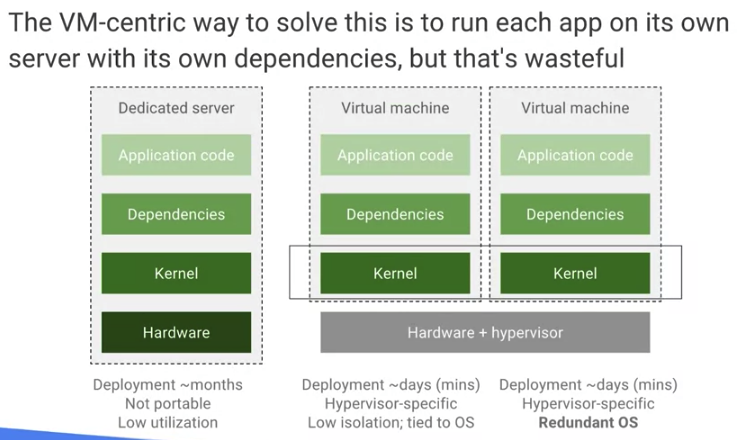 The VM-centric way to solve this is to run each app on its own
server with its own dependencies, but that's wasteful
Dedicated server
Application code
Dependencies
Kernel
Hardware
Deployment ~months
Not portable
Low utilization
Virtual machine
Application code
Dependencies
Kernel
Virtual machine
Application code
Dependencies
Kernel
Hardware + hypervisor
Deployment ~days (mins)
Hypervisor-specific
Low isolation; tied to OS
Deployment ~days (mins)
Hypervisor-specific
Redundant OS